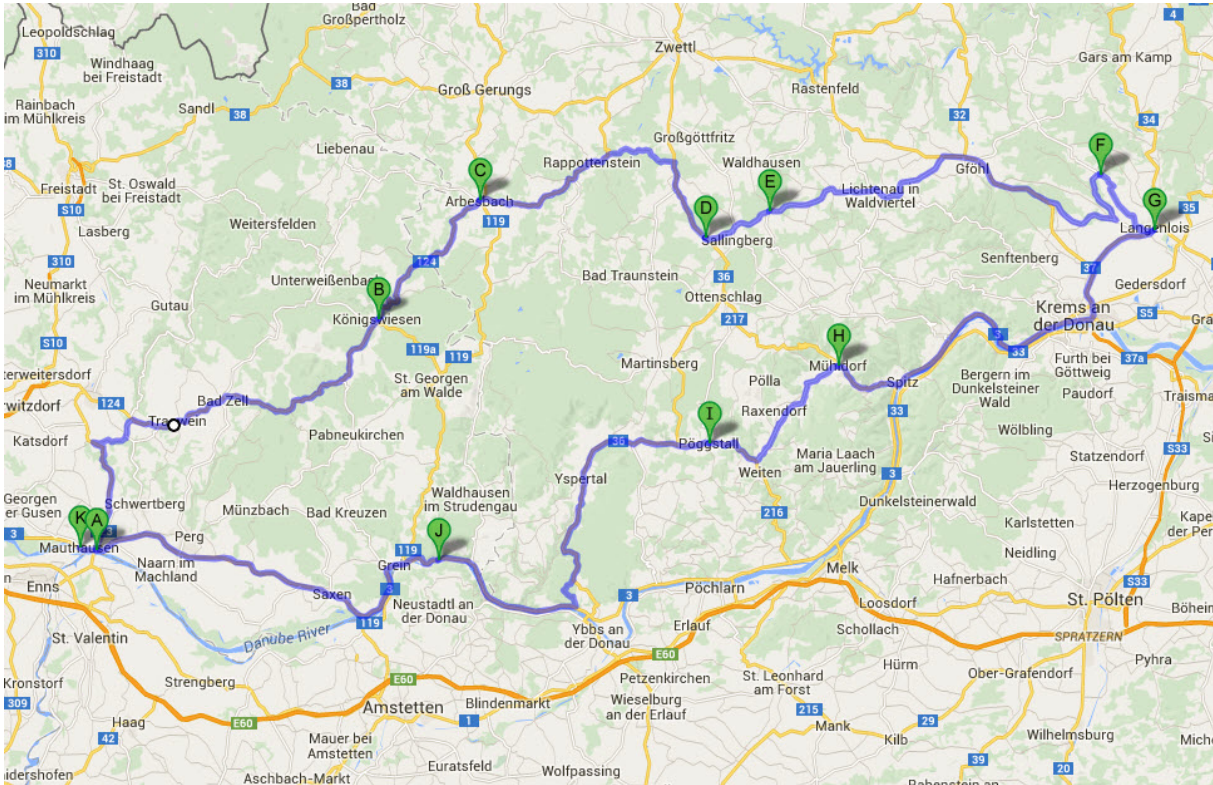 Leopoldschlag
Bad
Großpertholz
310
Windhaag
bei Freistadt
Rainbach
im Mühlkreis
Sandl
38
38
Groß Gerungs
Zwettl
Rastenfeld
4
Gars am Kamp
34
32
Liebenau
Großgöttfritz
Rappottenstein
Waldhausen
Gföhl
Lichtenau in
Waldviertel
F
G
35
Langenlois
38
Freistadt
St. Oswald
bei Freistadt
S10
Lasberg
Weitersfelden
C
Arbesbach
119
D
Sallingberg
E
310
Neumarkt
im Mühlkreis
Gutau
Unterweißenbach
124
B
Königswiesen
119a
119
Bad Traunstein
36
Ottenschlag
217
Senftenberg
37
Gedersdorf
Krems an
der Donau
S5
S10
St. Georgen
am Walde
Martinsberg
H
Mühldorf
Pölla
Spitz
33
33
Bergern im
Dunkelsteiner
Wald
Furth bei
Göttweig
37a
Paudorf
124
Katsdorf
Bad Zell
Pabneukirchen
Raxendorf
I
Pöggstall
36
Weiten
Maria Laach
am Jauerling
3
Wölbling
Statzendorf
S33
Herzogenburg
Yspertal
Schwertberg
Münzbach
Bad Kreuzen
Waldhausen
im Strudengau
216
Dunkelsteinerwald
Karlstetten
Neidling
3
K
A
Mauthausen
Perg
Naarn im
Machland
Enns
119
J
Grein
3
Saxen
Neustadtl an
der Donau
119
Danube River
3
Pöchlarn
Melk
Hafnerbach
S33
St. Pölten
Loosdorf
St. Valentin
Ybbs an
der Donau
Erlauf
Schollach
SPRATZERN
E60
Petzenkirchen
Hürm
Pyhra
Kronstorf
Strengberg
E60
Blindenmarkt
Wieselburg
an der Erlauf
St. Leonhard
am Forst
Ober-Grafendorf
309
Haag
E60
Amstetten
1
215
Mank
29
Kilb
Wilhelmsburg
42
Mauer bei
Amstetten
Euratsfeld
Wolfpassing
39
20
Aschbach-Markt